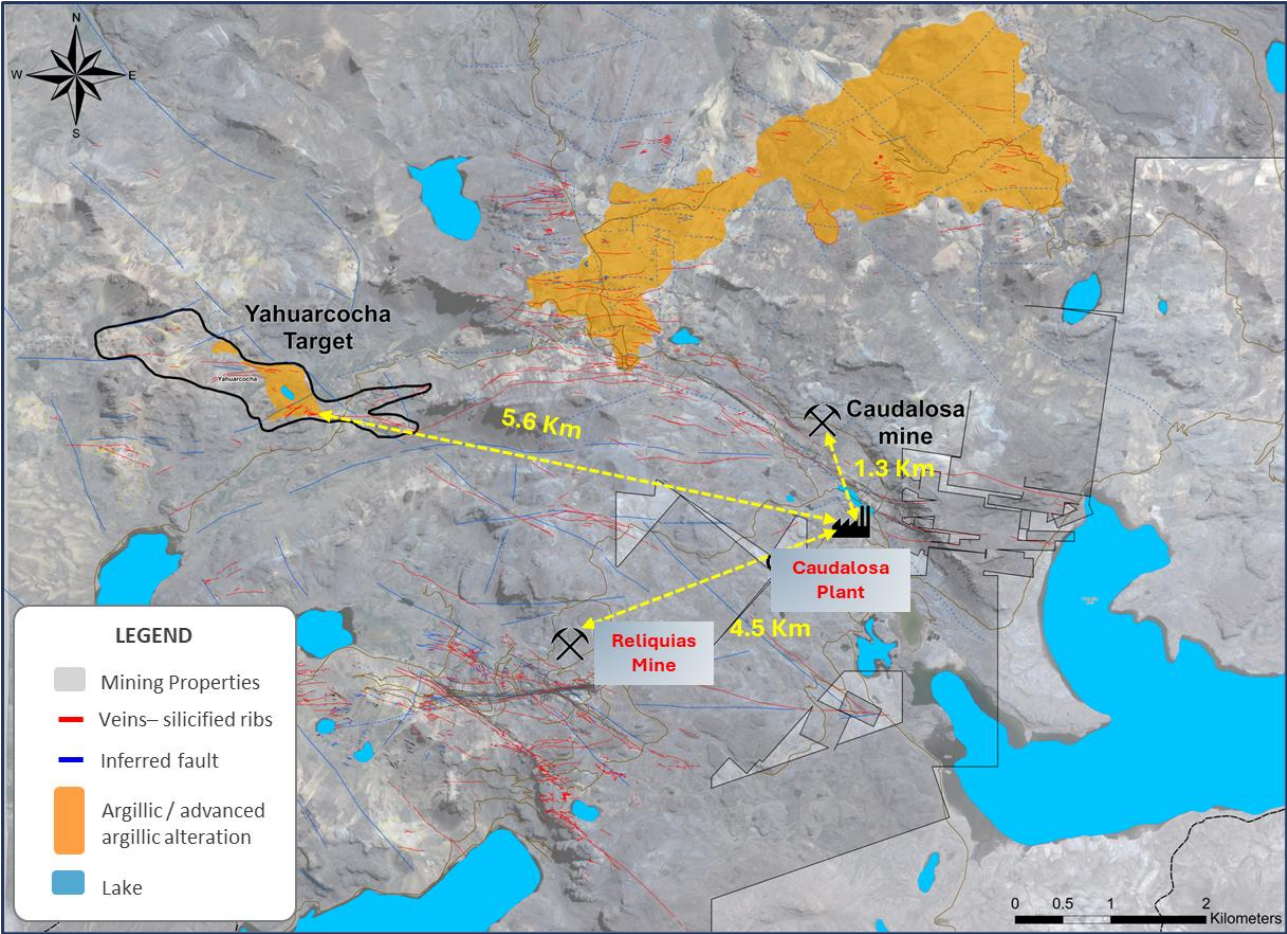 N
W
E
S
Yahuarcocha
Target
Yahuarcocha
5.6 Km
Caudalosa
mine
1.3 Km
Caudalosa
Plant
4.5 Km
Reliquias
Mine
LEGEND
Mining Properties
Veins– silicified ribs
Inferred fault
Argillic / advanced
argillic alteration
Lake
0 0.5 1 2
Kilometers